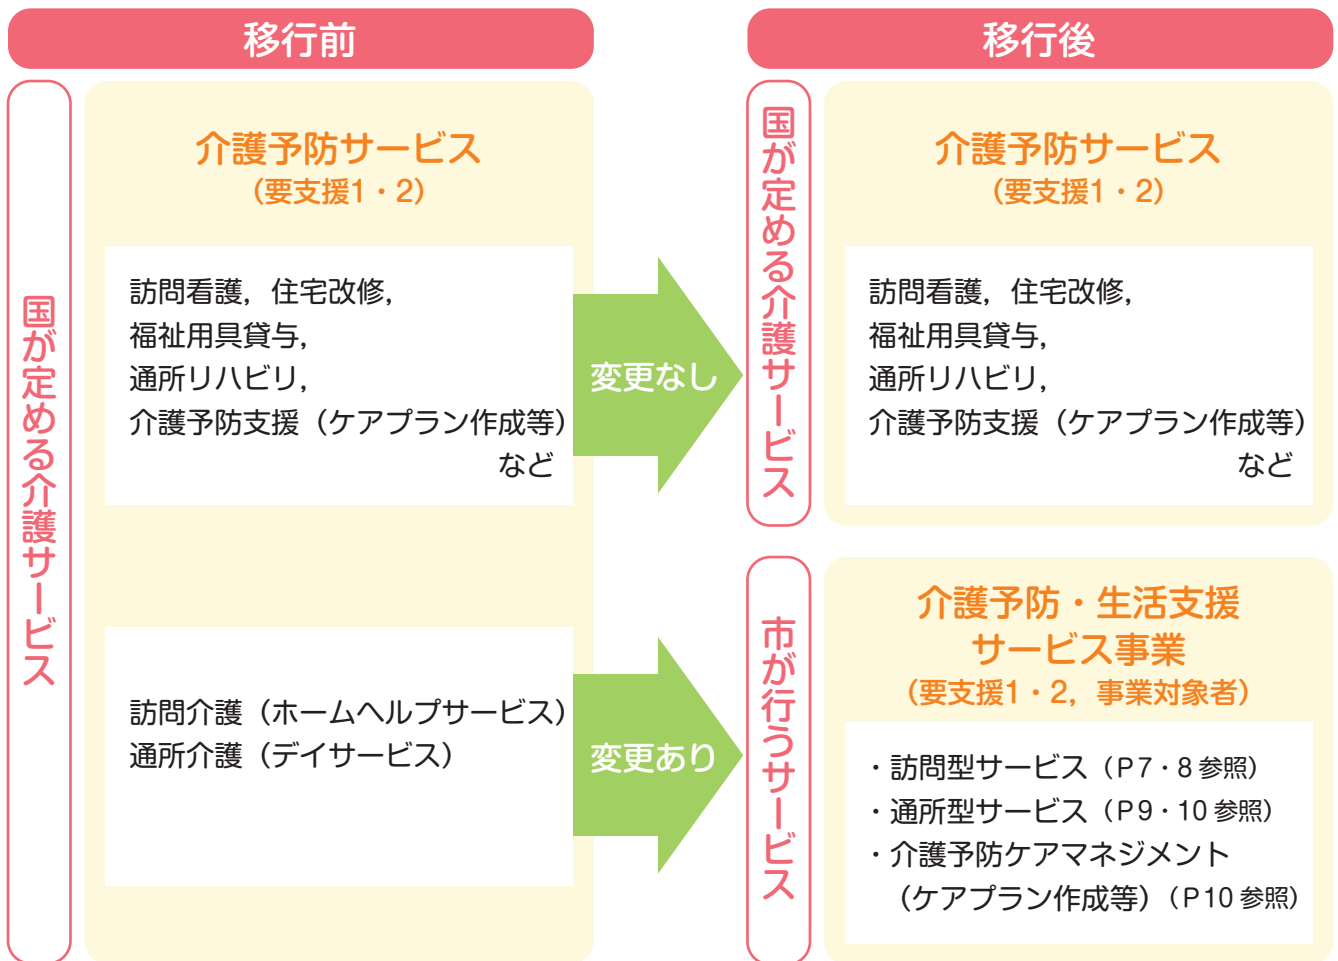 移行前
国が定める介護サービス
介護予防サービス
（要支援1・2）
訪問看護，住宅改修，
福祉用具貸与，
通所リハビリ，
介護予防支援（ケアプラン作成等）
など
訪問介護（ホームヘルプサービス）
通所介護（デイサービス）
変更なし
変更あり
移行後
国が定める介護サービス
介護予防サービス
（要支援1・2）
訪問看護，住宅改修，
福祉用具貸与，
通所リハビリ，
介護予防支援（ケアプラン作成等）
など
市が行うサービス
介護予防・生活支援
サービス事業
（要支援1・2，事業対象者）
・訪問型サービス（P7・8 参照）
・通所型サービス（P9・10 参照）
・介護予防ケアマネジメント
（ケアプラン作成等）（P10 参照）